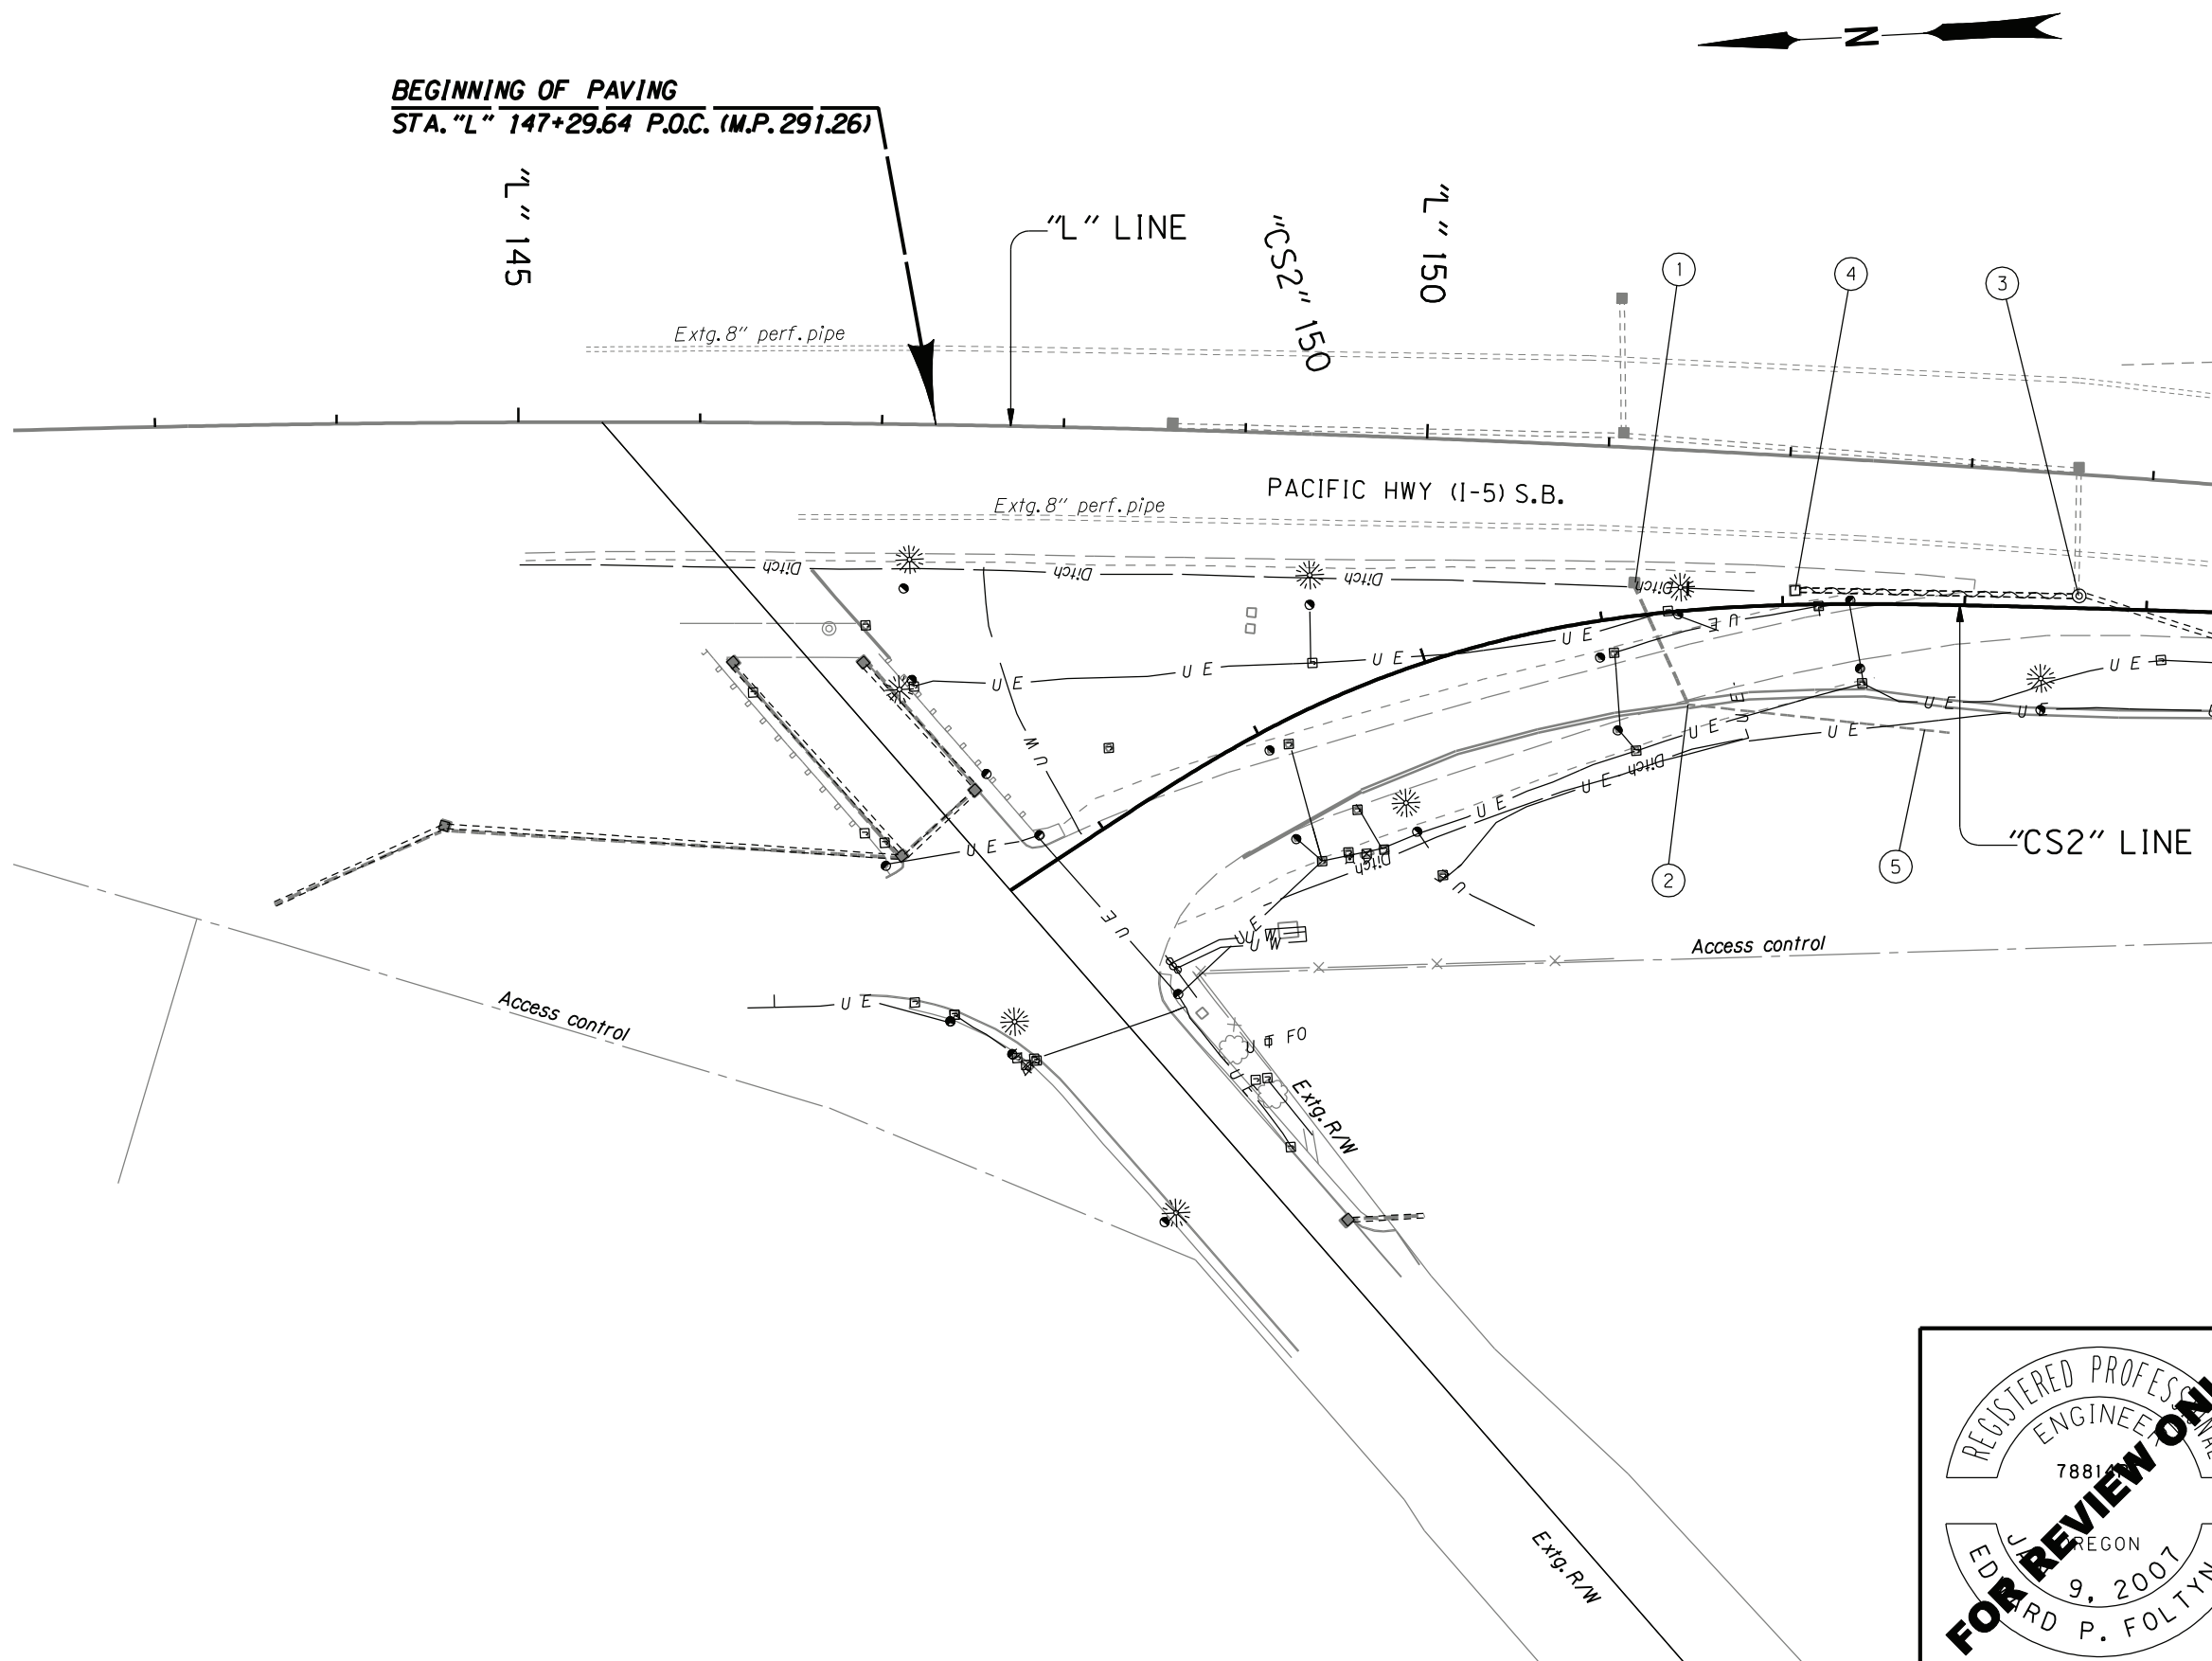 N
BEGINNING OF PAVING
STA. "L" 147+29.64 P.O.C. (M.P. 291.26)
"L" 145
"L" LINE
"CS2" 150
"L" 150
1
4
3
Extg. 8" perf. pipe
PACIFIC HWY (I-5) S.B.
Extg. 8" perf. pipe
Ditch
Ditch
Ditch
Ditch
U E
U E
U E
U E
U E
U E
U E
U W
U E
U E
U E
U E
Ditch
U E
U E
U E
"CS2" LINE
5
2
Ditch
U
U E
U E
U W
Access control
Access control
U E
U T FO
U E
Extg. R/W
Extg. R/W
REGISTERED
ENGINEER
OREGON
9, 2007
P. FOLTYN
FOR REVIEW